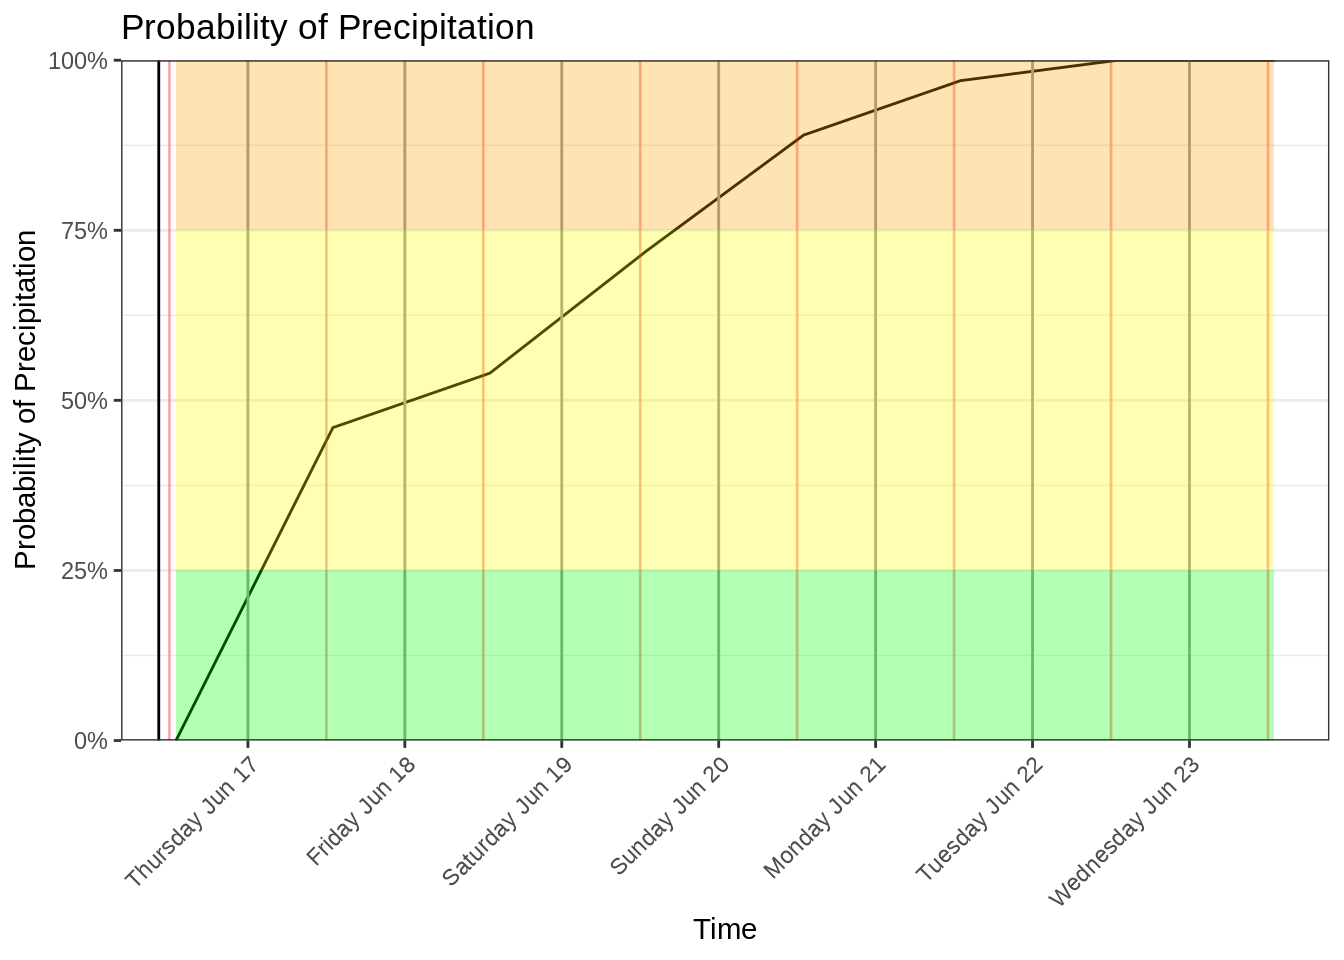 Probability of Precipitation
Probability of Precipitation
100%
75%
50%
25%
0%
Thursday Jun 17
Friday Jun 18
Saturday Jun 19
Sunday Jun 20
Monday Jun 21
Tuesday Jun 22
Wednesday Jun 23
Time